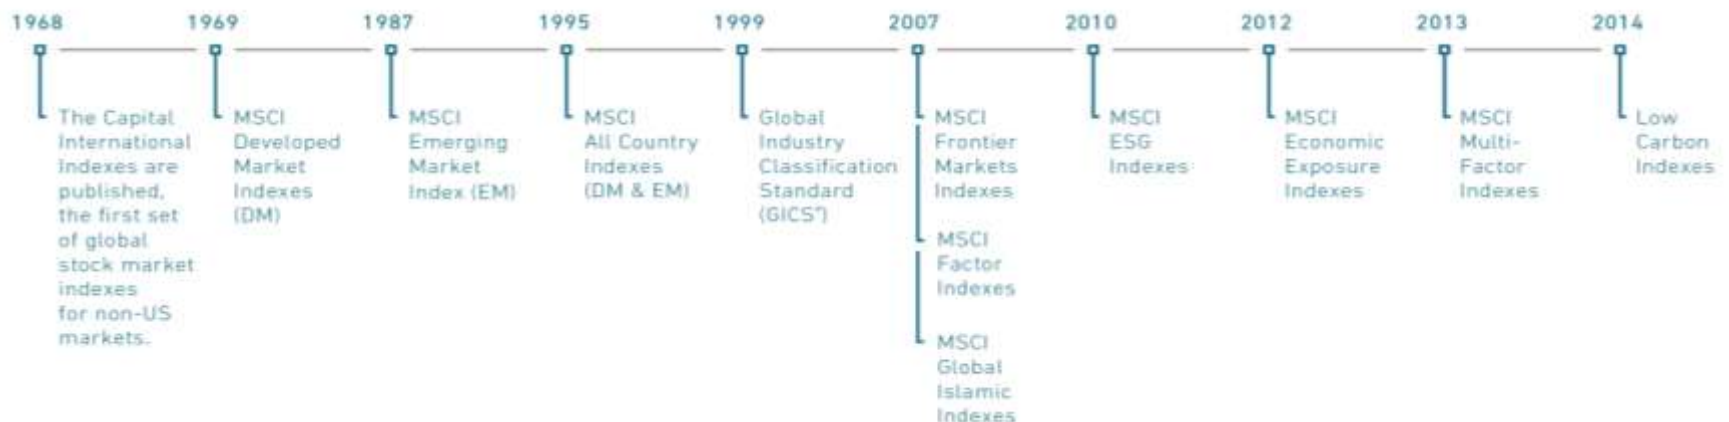 1968
The Capital
International
Indexes are
published,
the first set
of global
stock market
indexes
for non-US
markets.
1969
MSCI
Developed
Market
Indexes
(DM)
1987
MSCI
Emerging
Market
Index (EM)
1995
MSCI
All Country
Indexes
(DM & EM)
1999
Global
Industry
Classification
Standard
(GICS®)
2007
MSCI
Frontier
Markets
Indexes
MSCI
Factor
Indexes
MSCI
Global
Islamic
Indexes
2010
MSCI
ESG
Indexes
2012
MSCI
Economic
Exposure
Indexes
2013
MSCI
Multi-
Factor
Indexes
2014
Low
Carbon
Indexes